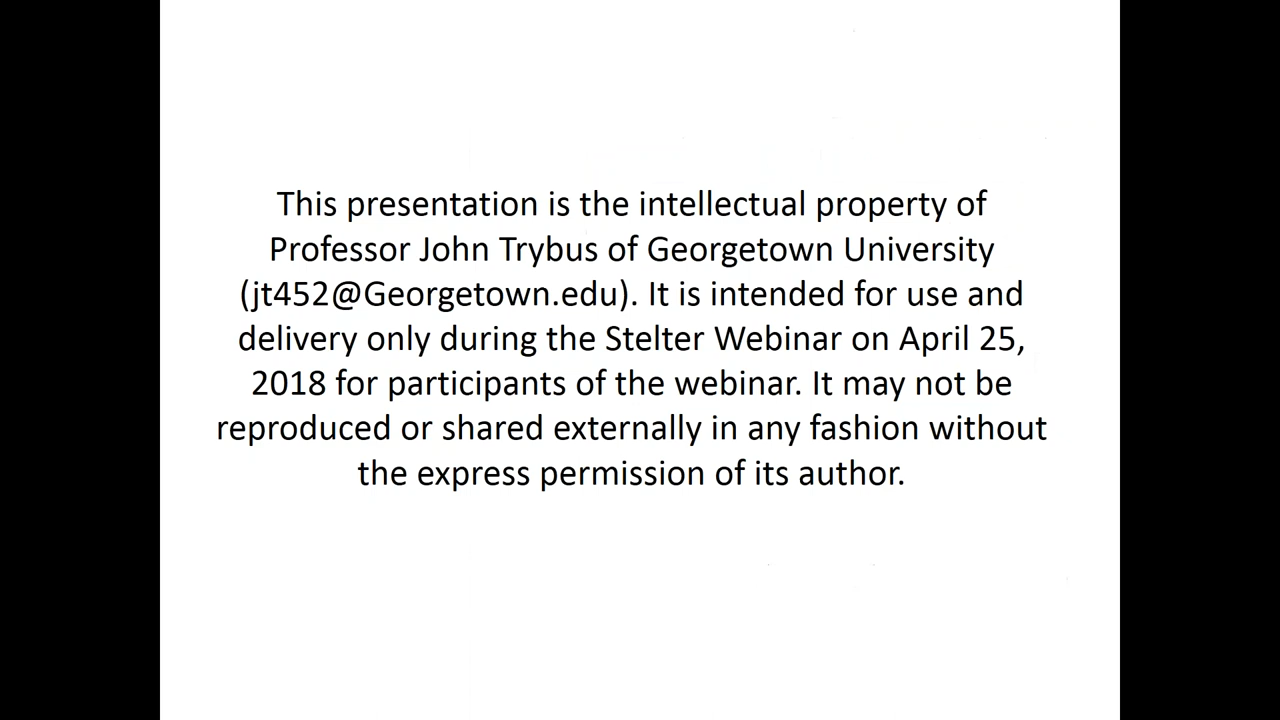 This presentation is the intellectual property of
Professor John Trybus of Georgetown University
(jt452@Georgetown.edu). It is intended for use and
delivery only during the Stelter Webinar on April 25,
2018 for participants of the webinar. It may not be
reproduced or shared externally in any fashion without
the express permission of its author.